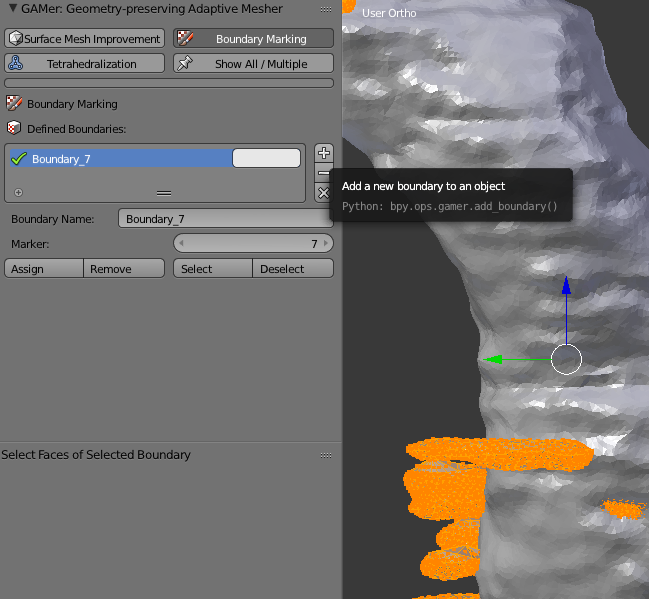 GAMer: Geometry-preserving Adaptive Mesher
User Ortho
Surface Mesh Improvement
Boundary Marking
Tetrahedralization
Show All / Multiple
Boundary Marking
Defined Boundaries:
Boundary_7
Add a new boundary to an object
Python: bpy.ops.gamer.add_boundary()
Boundary Name:
Boundary_7
Marker:
7
Assign
Remove
Select
Deselect
Select Faces of Selected Boundary